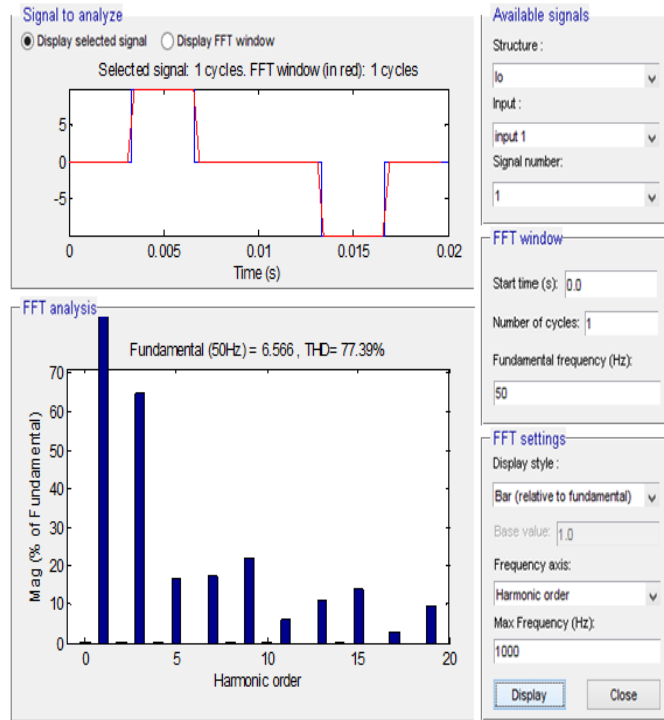 Signal to analyze
Display selected signal Display FFT window
Selected signal: 1 cycles. FFT window (in red): 1 cycles
5
0
-5
0 0.005 0.01 0.015 0.02
Time (s)
FFT analysis
Fundamental (50Hz) = 6.566 , THD= 77.39%
70
60
50
40
30
20
10
0
Mag (% of Fundamental)
0 5 10 15 20
Harmonic order
Available signals
Structure :
Io
Input :
input 1
Signal number:
1
FFT window
Start time (s): 0.0
Number of cycles: 1
Fundamental frequency (Hz):
50
FFT settings
Display style :
Bar (relative to fundamental)
Base value: 1.0
Frequency axis:
Harmonic order
Max Frequency (Hz):
1000
Display Close